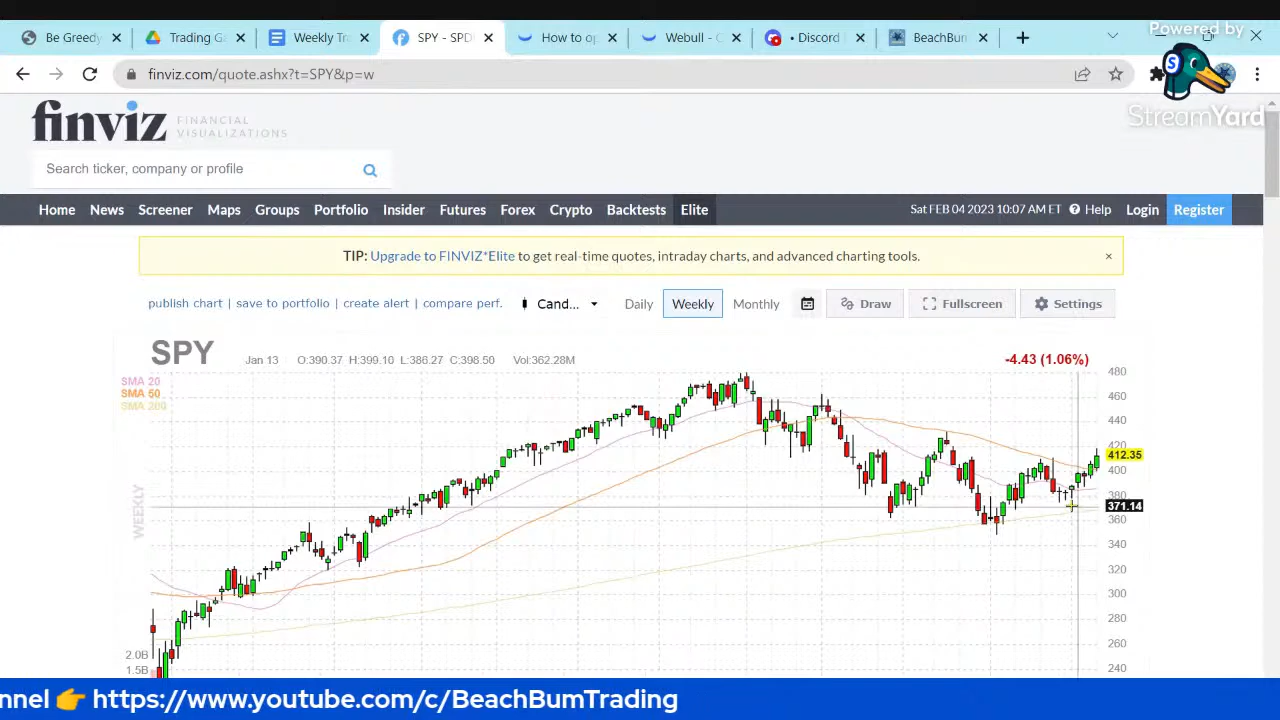 Powered by
Be Greedy
Trading Ga
Weekly Tra
SPY - SPD
How to op
Webull - C
• Discord
BeachBum
finviz.com/quote.ashx?t=SPY&p=w
S
StreamYard
finviz
FINANCIAL
VISUALIZATIONS
Search ticker, company or profile
Home News Screener Maps Groups Portfolio Insider Futures Forex Crypto Backtests Elite
Sat FEB 04 2023 10:07 AM ET
Help
Login
Register
TIP: Upgrade to FINVIZ*Elite to get real-time quotes, intraday charts, and advanced charting tools.
×
publish chart | save to portfolio | create alert | compare perf.
Cand...
Daily
Weekly
Monthly
Draw
Fullscreen
Settings
SPY
Jan 13 O:390.37 H:399.10 L:386.27 C:398.50 Vol:362.28M
-4.43 (1.06%)
SMA 20
SMA 50
SMA 200
WEEKLY
480
460
440
420
412.35
400
380
371.14
360
340
320
300
280
260
240
2.0B
1.5B
nnel 👉 https://www.youtube.com/c/BeachBumTrading